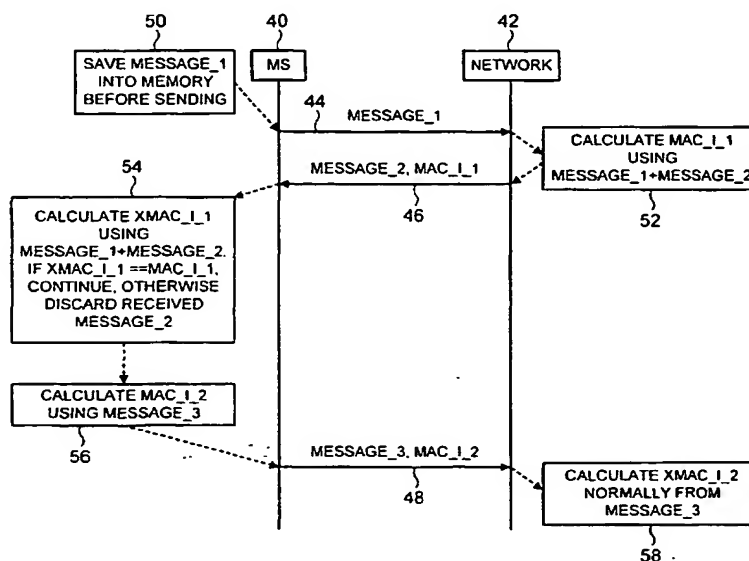 50
40
42
SAVE MESSAGE_1
INTO MEMORY
BEFORE SENDING
MS
NETWORK
44
MESSAGE_1
CALCULATE MAC_I_1
USING
MESSAGE_1+MESSAGE_2
52
54
MESSAGE_2, MAC_I_1
46
CALCULATE XMAC_I_1
USING
MESSAGE_1+MESSAGE_2.
IF XMAC_I_1 ==MAC_I_1,
CONTINUE, OTHERWISE
DISCARD RECEIVED
MESSAGE_2
CALCULATE MAC_I_2
USING MESSAGE_3
56
MESSAGE_3, MAC_I_2
48
CALCULATE XMAC_I_2
NORMALLY FROM
MESSAGE_3
58